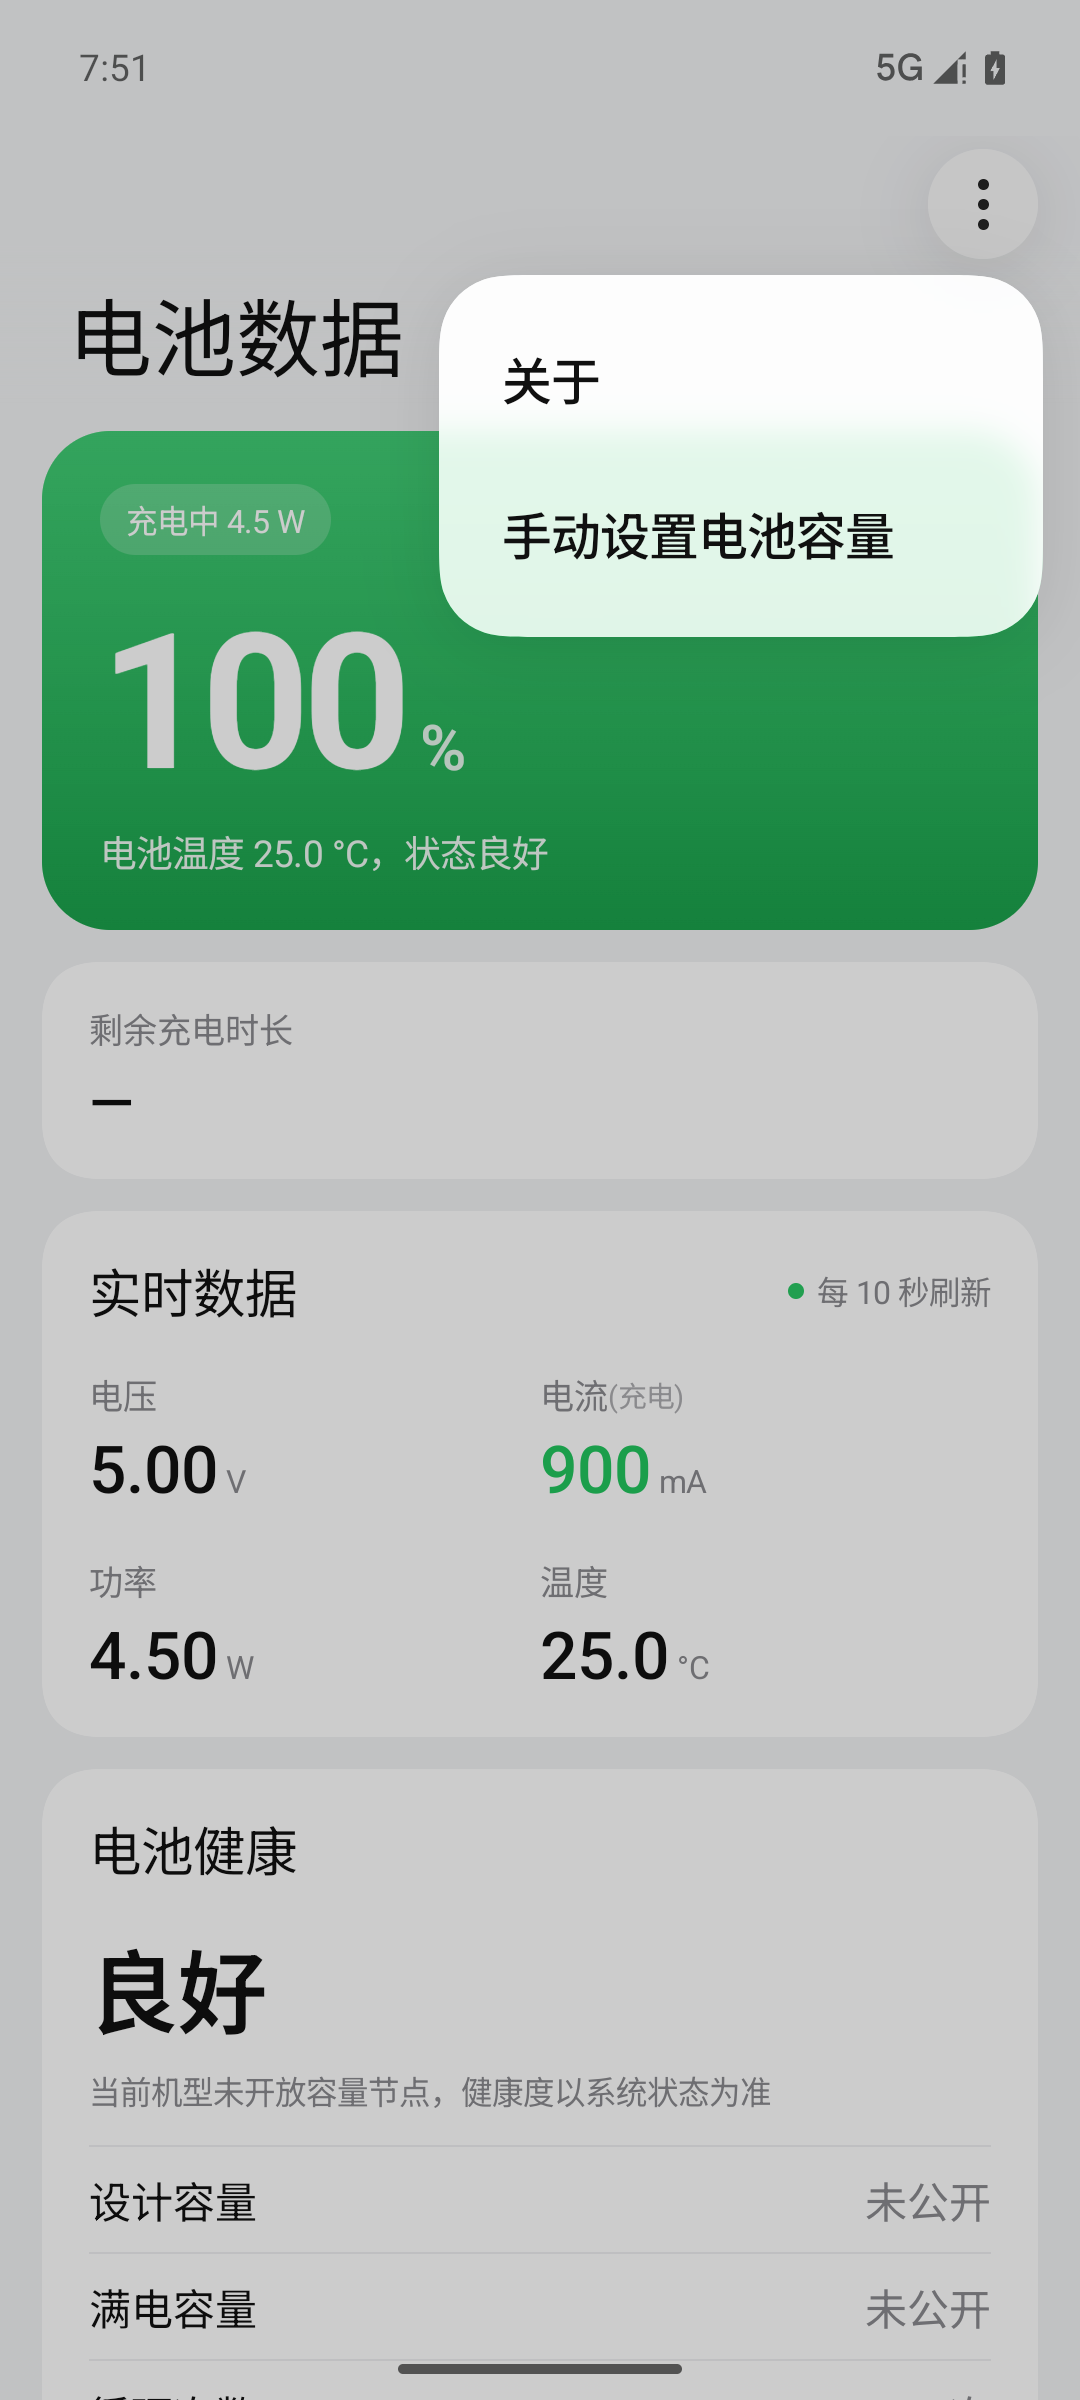 7:51
5G
电池数据
关于
手动设置电池容量
充电中 4.5 W
100 %
电池温度 25.0 °C，状态良好
剩余充电时长
—
实时数据
每 10 秒刷新
电压
电流(充电)
5.00 V
900 mA
功率
温度
4.50 W
25.0 °C
电池健康
良好
当前机型未开放容量节点，健康度以系统状态为准
设计容量
未公开
满电容量
未公开